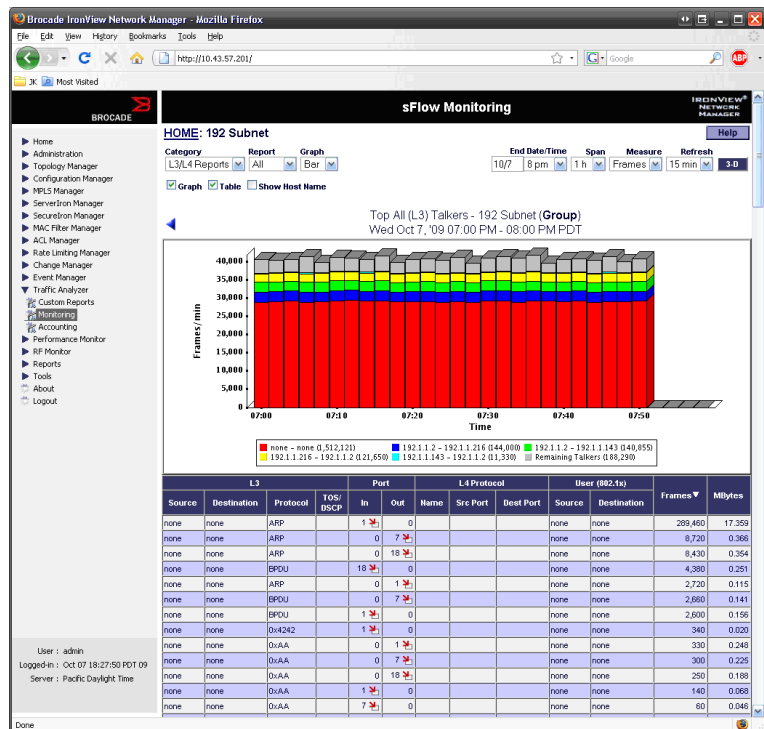 Brocade IronView Network Manager - Mozilla Firefox
File Edit View History Bookmarks Tools Help
http://10.43.57.201/ Google ABP
JK Most Visited
BROCADE
sFlow Monitoring
IRONVIEW® NETWORK MANAGER
Home
Administration
Topology Manager
Configuration Manager
MPLS Manager
ServerIron Manager
SecureIron Manager
MAC Filter Manager
ACL Manager
Rate Limiting Manager
Change Manager
Event Manager
Traffic Analyzer
Custom Reports
Monitoring
Accounting
Performance Monitor
RF Monitor
Reports
Tools
About
Logout
User : admin
Logged-in : Oct 07 18:27:50 PDT 09
Server : Pacific Daylight Time
HOME: 192 Subnet Help
Category Report Graph End Date/Time Span Measure Refresh
L3/L4 Reports All Bar 10/7 8 pm 1 h Frames 15 min 3-D
Graph Table Show Host Name
Top All (L3) Talkers - 192 Subnet (Group)
Wed Oct 7, '09 07:00 PM - 08:00 PM PDT
Frames/min
40,000
35,000
30,000
25,000
20,000
15,000
10,000
5,000
0
07:00 07:10 07:20 07:30 07:40 07:50
Time
none - none (1,512,121) 192.1.1.2 - 192.1.1.216 (144,000) 192.1.1.2 - 192.1.1.143 (140,855)
192.1.1.216 - 192.1.1.2 (121,650) 192.1.1.143 - 192.1.1.2 (11,330) Remaining Talkers (188,290)
L3 Port L4 Protocol User (802.1x) Frames MBytes
Source Destination Protocol TOS/DSCP In Out Name Src Port Dest Port Source Destination
none none ARP 1 0 none none 289,460 17.359
none none ARP 0 7 none none 8,720 0.366
none none ARP 0 18 none none 8,430 0.354
none none BPDU 18 0 none none 4,380 0.251
none none ARP 0 1 none none 2,720 0.115
none none BPDU 0 7 none none 2,660 0.141
none none BPDU 1 0 none none 2,600 0.156
none none 0x4242 1 0 none none 340 0.020
none none 0xAA 0 1 none none 330 0.248
none none 0xAA 0 7 none none 300 0.225
none none 0xAA 0 18 none none 250 0.188
none none 0xAA 1 0 none none 140 0.068
none none 0xAA 7 0 none none 60 0.046
Done